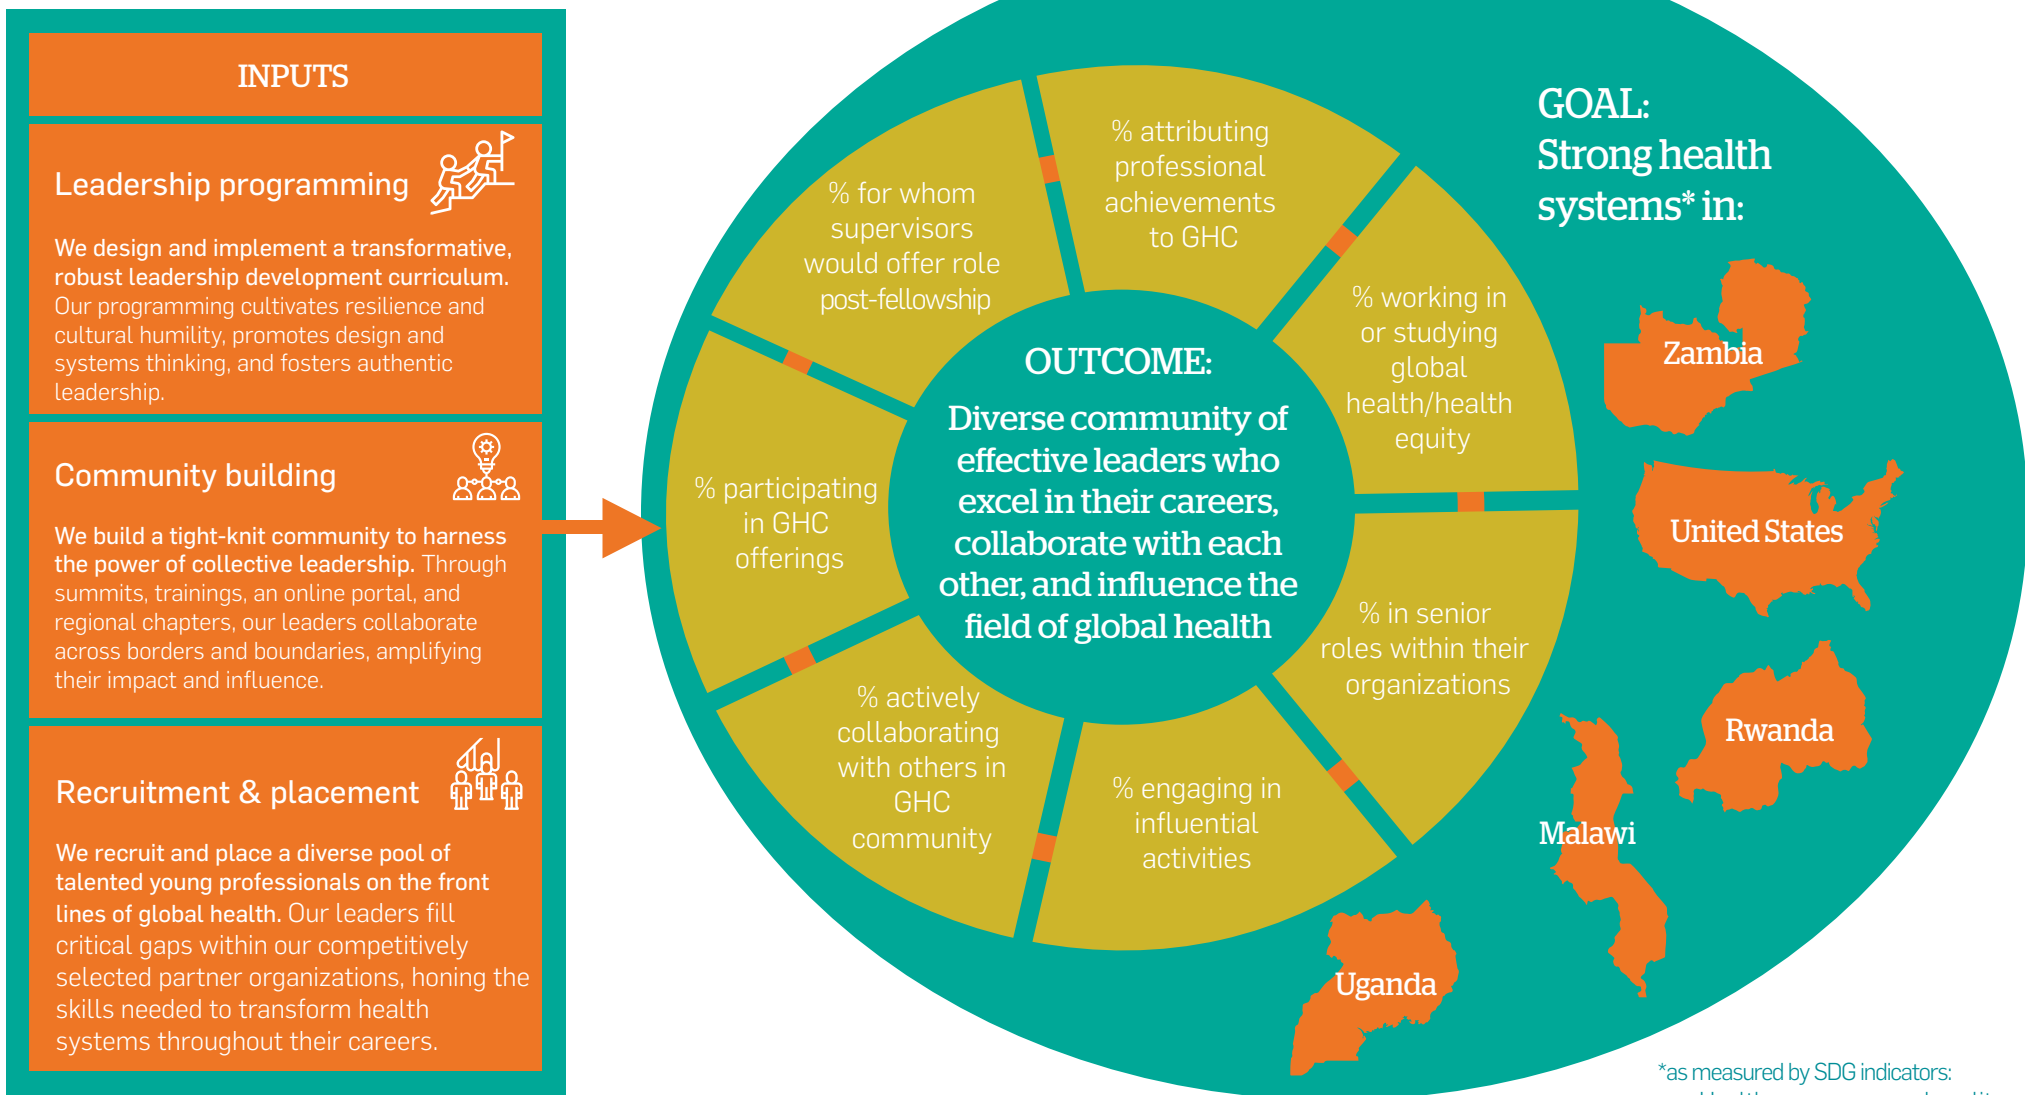 INPUTS
Leadership programming
We design and implement a transformative,
robust leadership development curriculum.
Our programming cultivates resilience and
cultural humility, promotes design and
systems thinking, and fosters authentic
leadership.
Community building
We build a tight-knit community to harness
the power of collective leadership. Through
summits, trainings, an online portal, and
regional chapters, our leaders collaborate
across borders and boundaries, amplifying
their impact and influence.
Recruitment & placement
We recruit and place a diverse pool of
talented young professionals on the front
lines of global health. Our leaders fill
critical gaps within our competitively
selected partner organizations, honing the
skills needed to transform health
systems throughout their careers.
% attributing
professional
achievements
to GHC
% working in
or studying
global
health/health
equity
% in senior
roles within their
organizations
% engaging in
influential
activities
% actively
collaborating
with others in
GHC
community
% participating
in GHC
offerings
% for whom
supervisors
would offer role
post-fellowship
OUTCOME:
Diverse community of
effective leaders who
excel in their careers,
collaborate with each
other, and influence the
field of global health
GOAL:
Strong health
systems* in:
Zambia
United States
Rwanda
Malawi
Uganda
*as measured by SDG indicators: